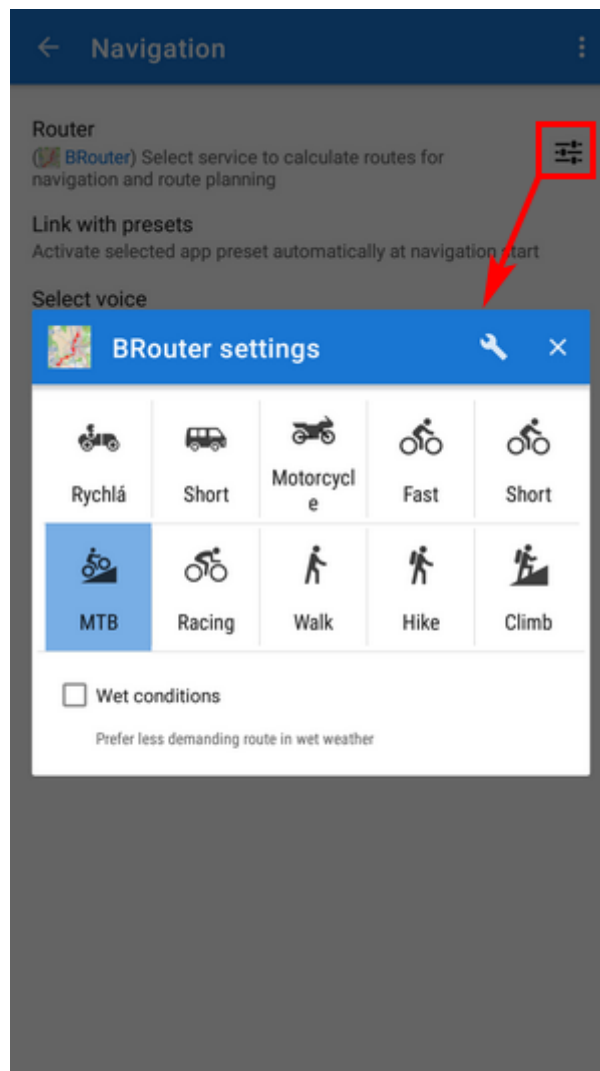 Navigation
Router
(BRouter) Select service to calculate routes for
navigation and route planning
Link with presets
Activate selected app preset automatically at navigation start
Select voice
BRouter settings
Rychlá
Short
Motorcycl
e
Fast
Short
MTB
Racing
Walk
Hike
Climb
Wet conditions
Prefer less demanding route in wet weather